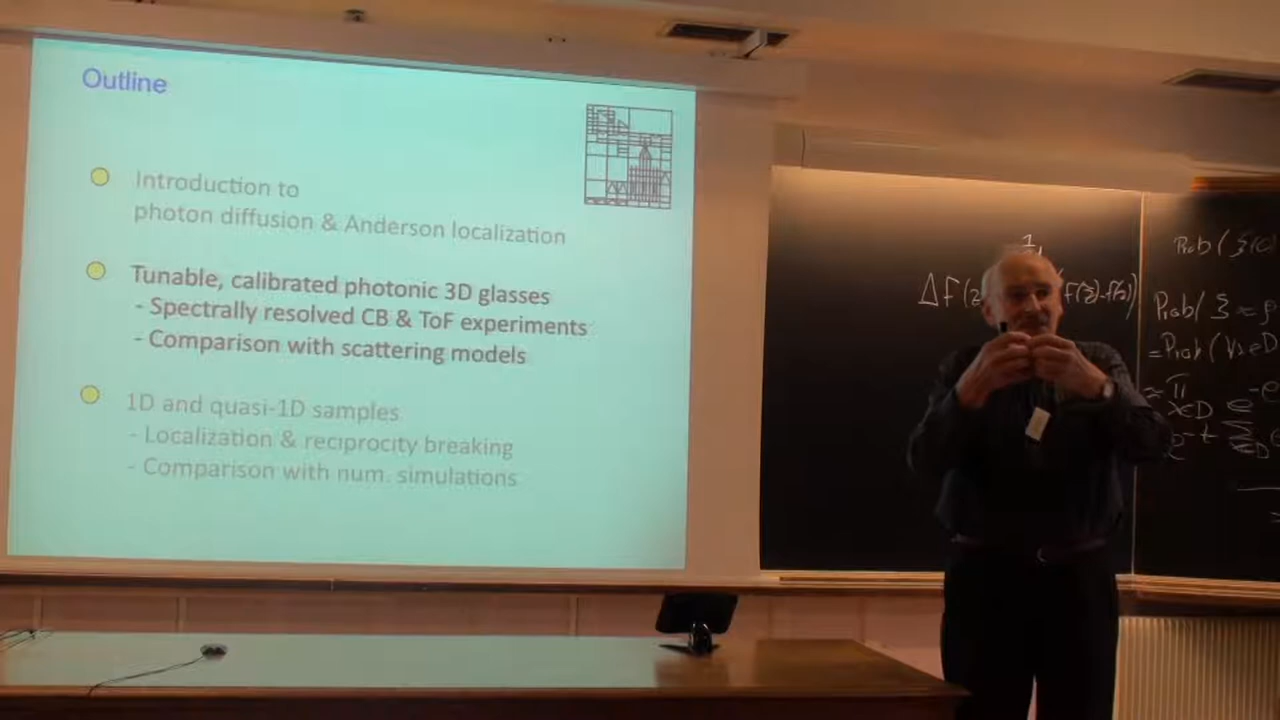 Outline
Introduction to
photon diffusion & Anderson localization
Tunable, calibrated photonic 3D glasses
- Spectrally resolved CB & ToF experiments
- Comparison with scattering models
1D and quasi-1D samples
- Localization & reciprocity breaking
- Comparison with num. simulations
Prob(
Prob(
=Prob(